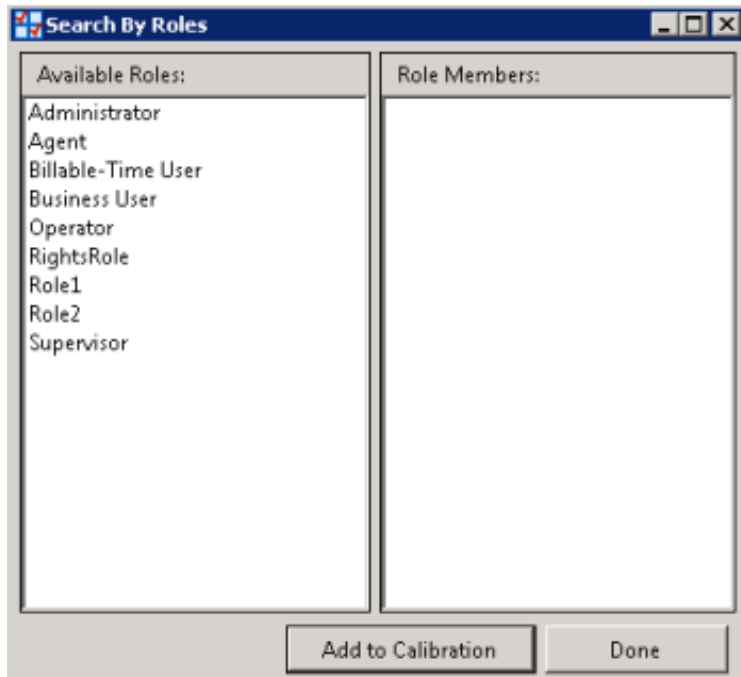 Search By Roles
Available Roles:
Role Members:
Administrator
Agent
Billable-Time User
Business User
Operator
RightsRole
Role1
Role2
Supervisor
Add to Calibration
Done